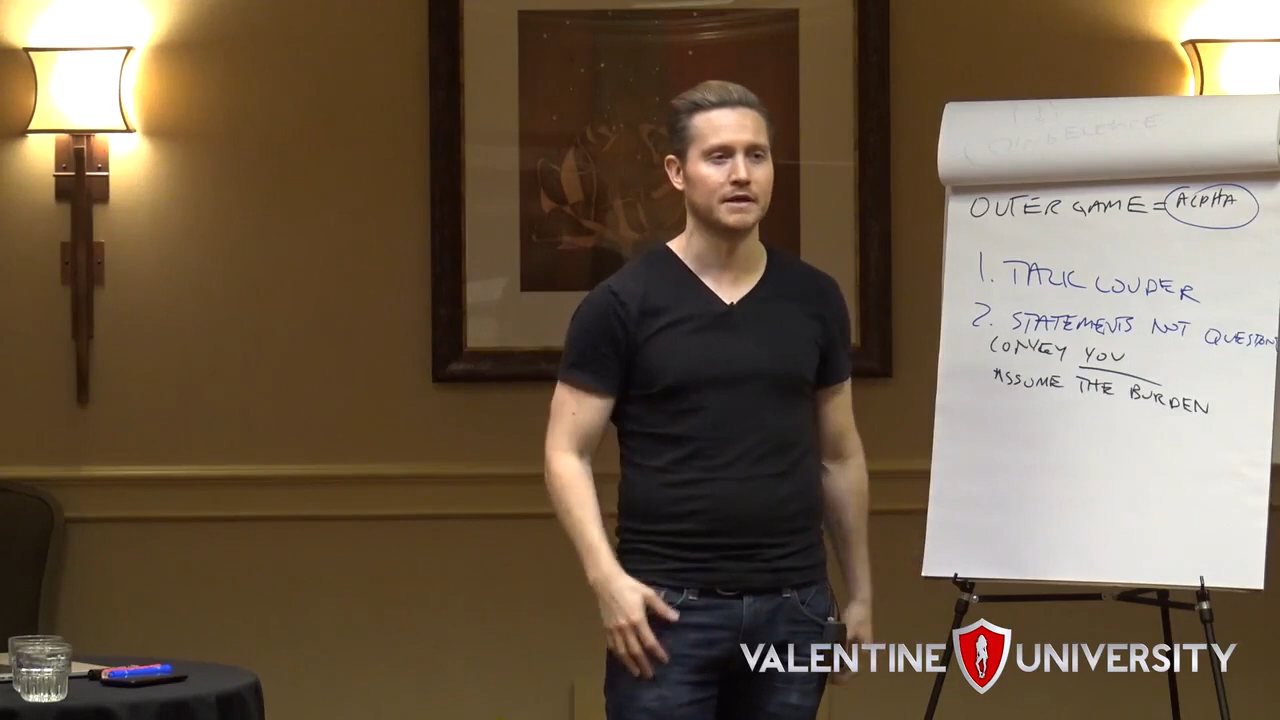 OUTER GAME = ALPHA
1. TALK LOUDER
2. STATEMENTS NOT QUESTIONS
CONVEY YOU
ASSUME THE BURDEN
VALENTINE UNIVERSITY